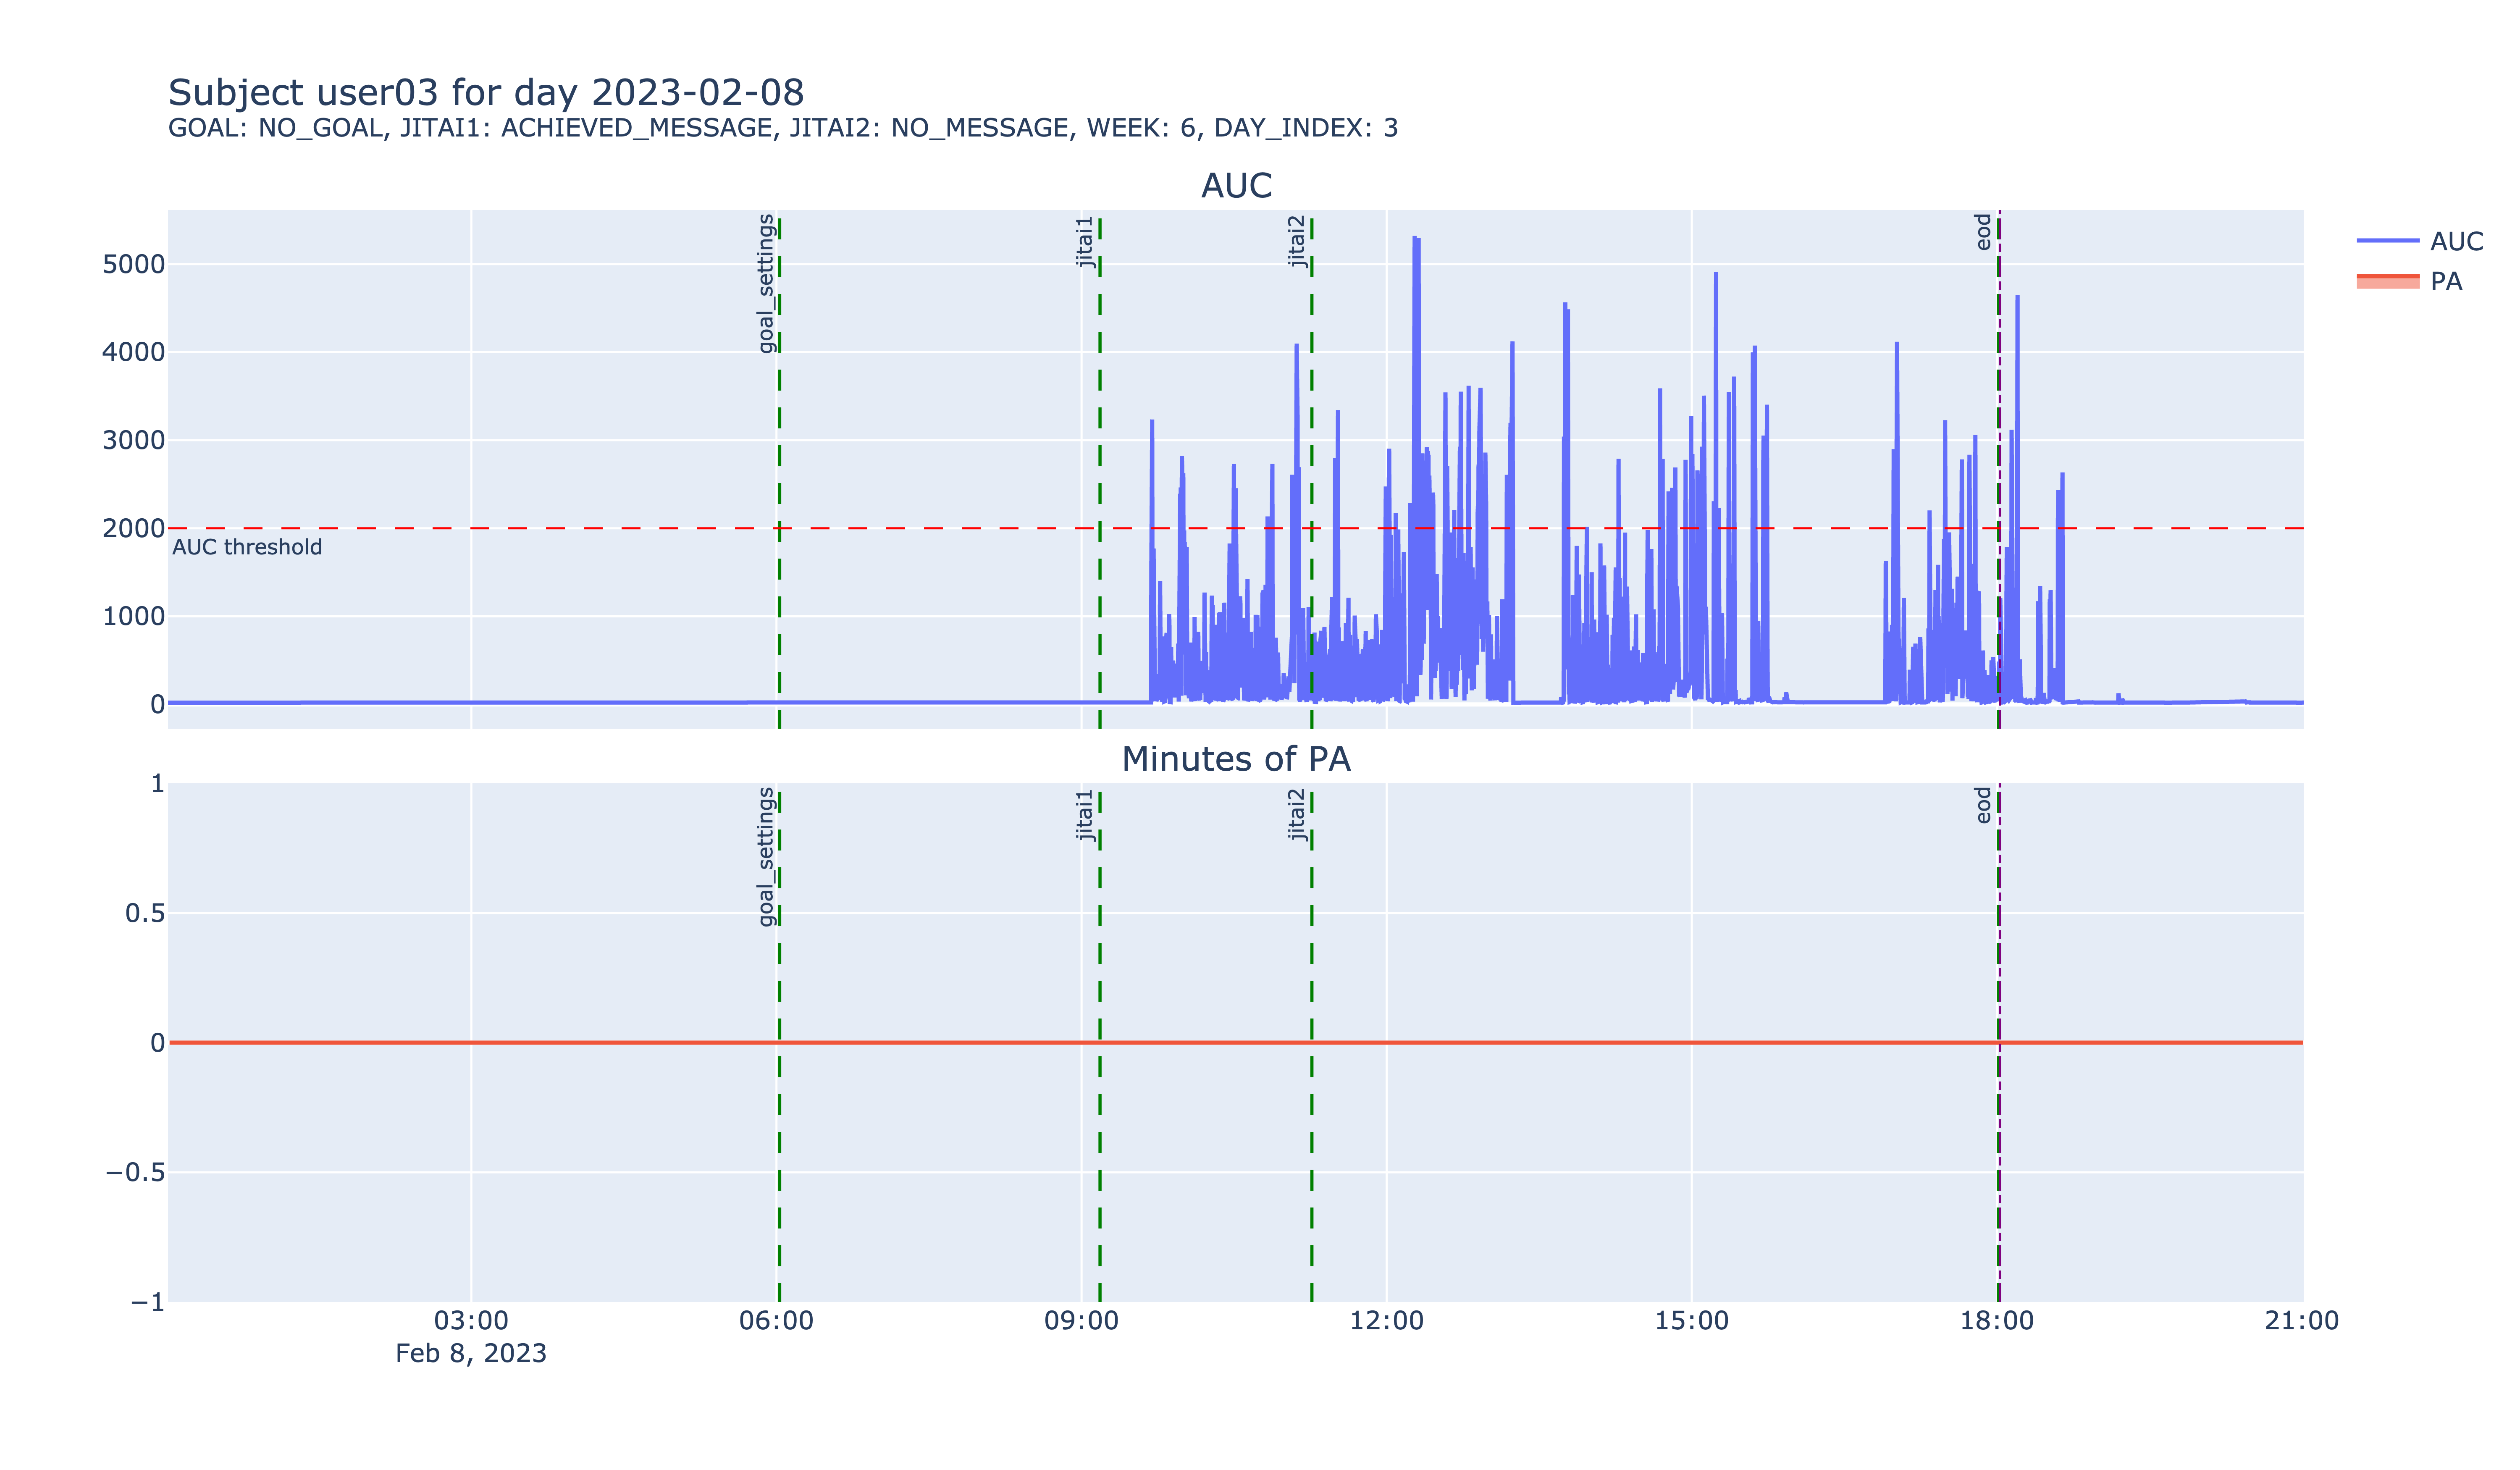 Subject user03 for day 2023-02-08
GOAL: NO_GOAL, JITAI1: ACHIEVED_MESSAGE, JITAI2: NO_MESSAGE, WEEK: 6, DAY_INDEX: 3
AUC
goal_settings
jitai1
jitai2
eod
AUC
PA
5000
4000
3000
2000
AUC threshold
1000
0
Minutes of PA
goal_settings
jitai1
jitai2
eod
1
0.5
0
−0.5
−1
03:00 06:00 09:00 12:00 15:00 18:00 21:00
Feb 8, 2023